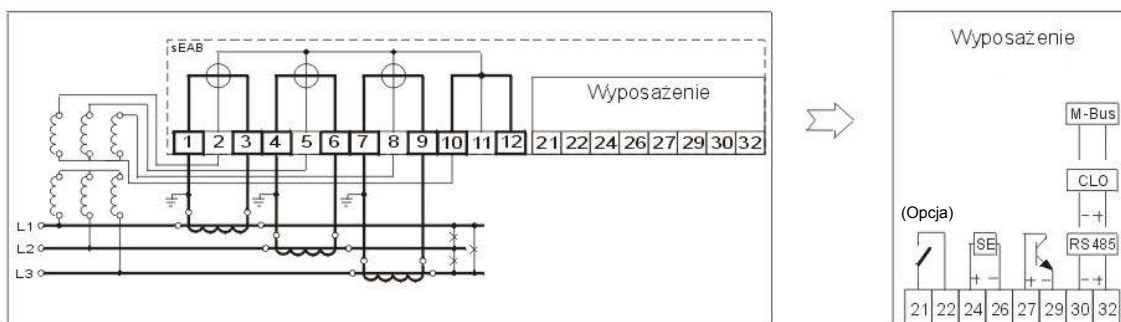 sEAB
Wyposażenie
1 2 3 4 5 6 7 8 9 10 11 12 21 22 24 26 27 29 30 32
L1
L2
L3
Wyposażenie
M-Bus
CLO
- +
(Opcja)
SE RS 485
+ - + - - +
21 22 24 26 27 29 30 32